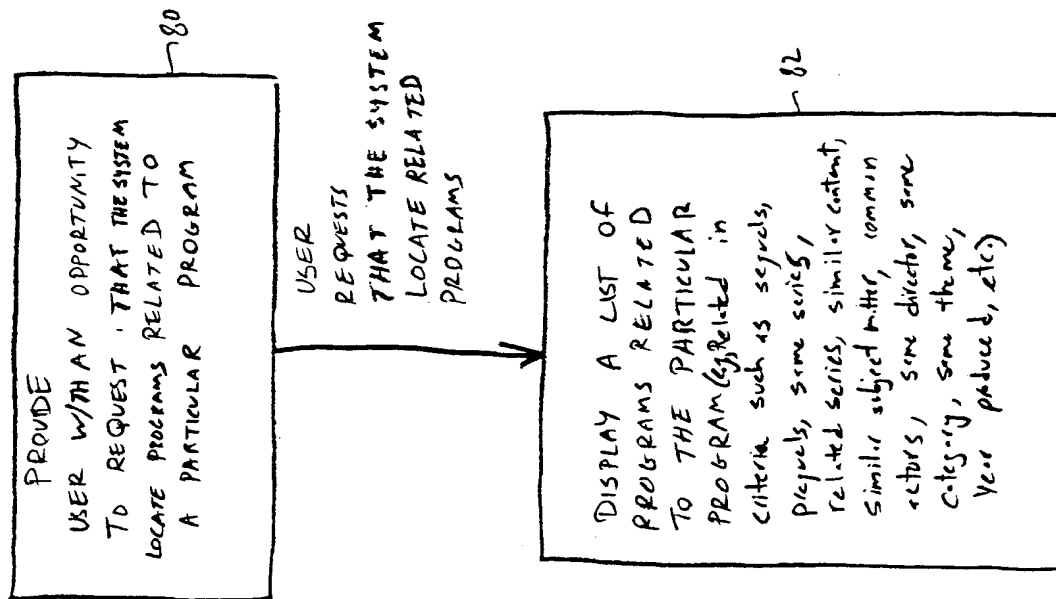 PROVIDE
USER W/TH AN OPPORTUNITY
TO REQUEST THAT THE SYSTEM
LOCATE PROGRAMS RELATED TO
A PARTICULAR PROGRAM
80
USER
REQUESTS
THAT THE SYSTEM
LOCATE RELATED
PROGRAMS
DISPLAY A LIST OF
PROGRAMS RELATED
TO THE PARTICULAR
PROGRAM (e.g., Related in
criteria such as sequels,
prequels, same series,
related series, similar content,
similar subject matter, common
actors, same director, same
category, same theme,
Year produced, etc.)
82